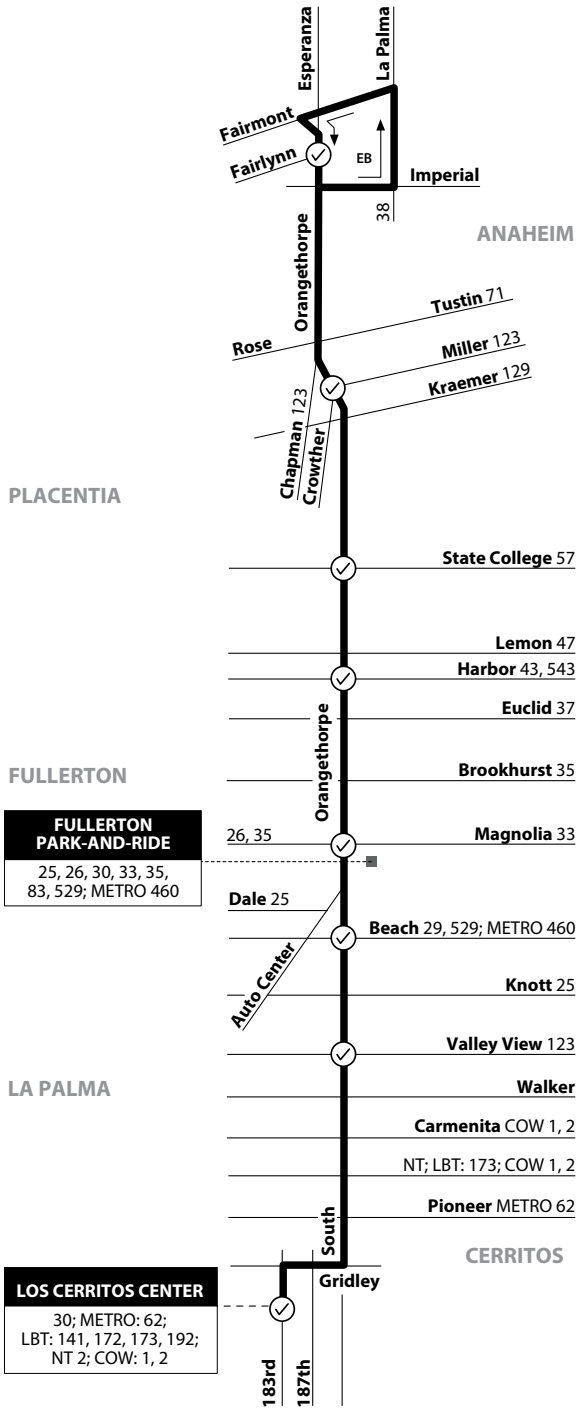 Esperanza
La Palma
Fairmont
Fairlynn
EB
Imperial
38
ANAHEIM
Orangethorpe
Tustin 71
Rose
Miller 123
Kraemer 129
Chapman 123
Crowther
PLACENTIA
State College 57
Lemon 47
Harbor 43, 543
Euclid 37
Orangethorpe
FULLERTON
Brookhurst 35
FULLERTON
PARK-AND-RIDE
25, 26, 30, 33, 35,
83, 529; METRO 460
26, 35
Magnolia 33
Dale 25
Beach 29, 529; METRO 460
Auto Center
Knott 25
Valley View 123
LA PALMA
Walker
Carmenita COW 1, 2
NT; LBT: 173; COW 1, 2
Pioneer METRO 62
South
CERRITOS
Gridley
LOS CERRITOS CENTER
30; METRO: 62;
LBT: 141, 172, 173, 192;
NT 2; COW: 1, 2
183rd
187th